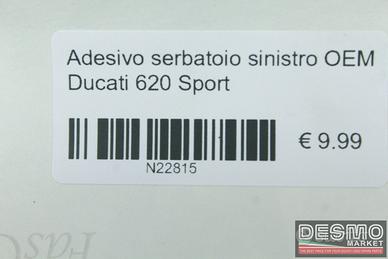 Adesivo serbatoio sinistro OEM
Ducati 620 Sport
€ 9.99
N22815
DESMO
MARKET